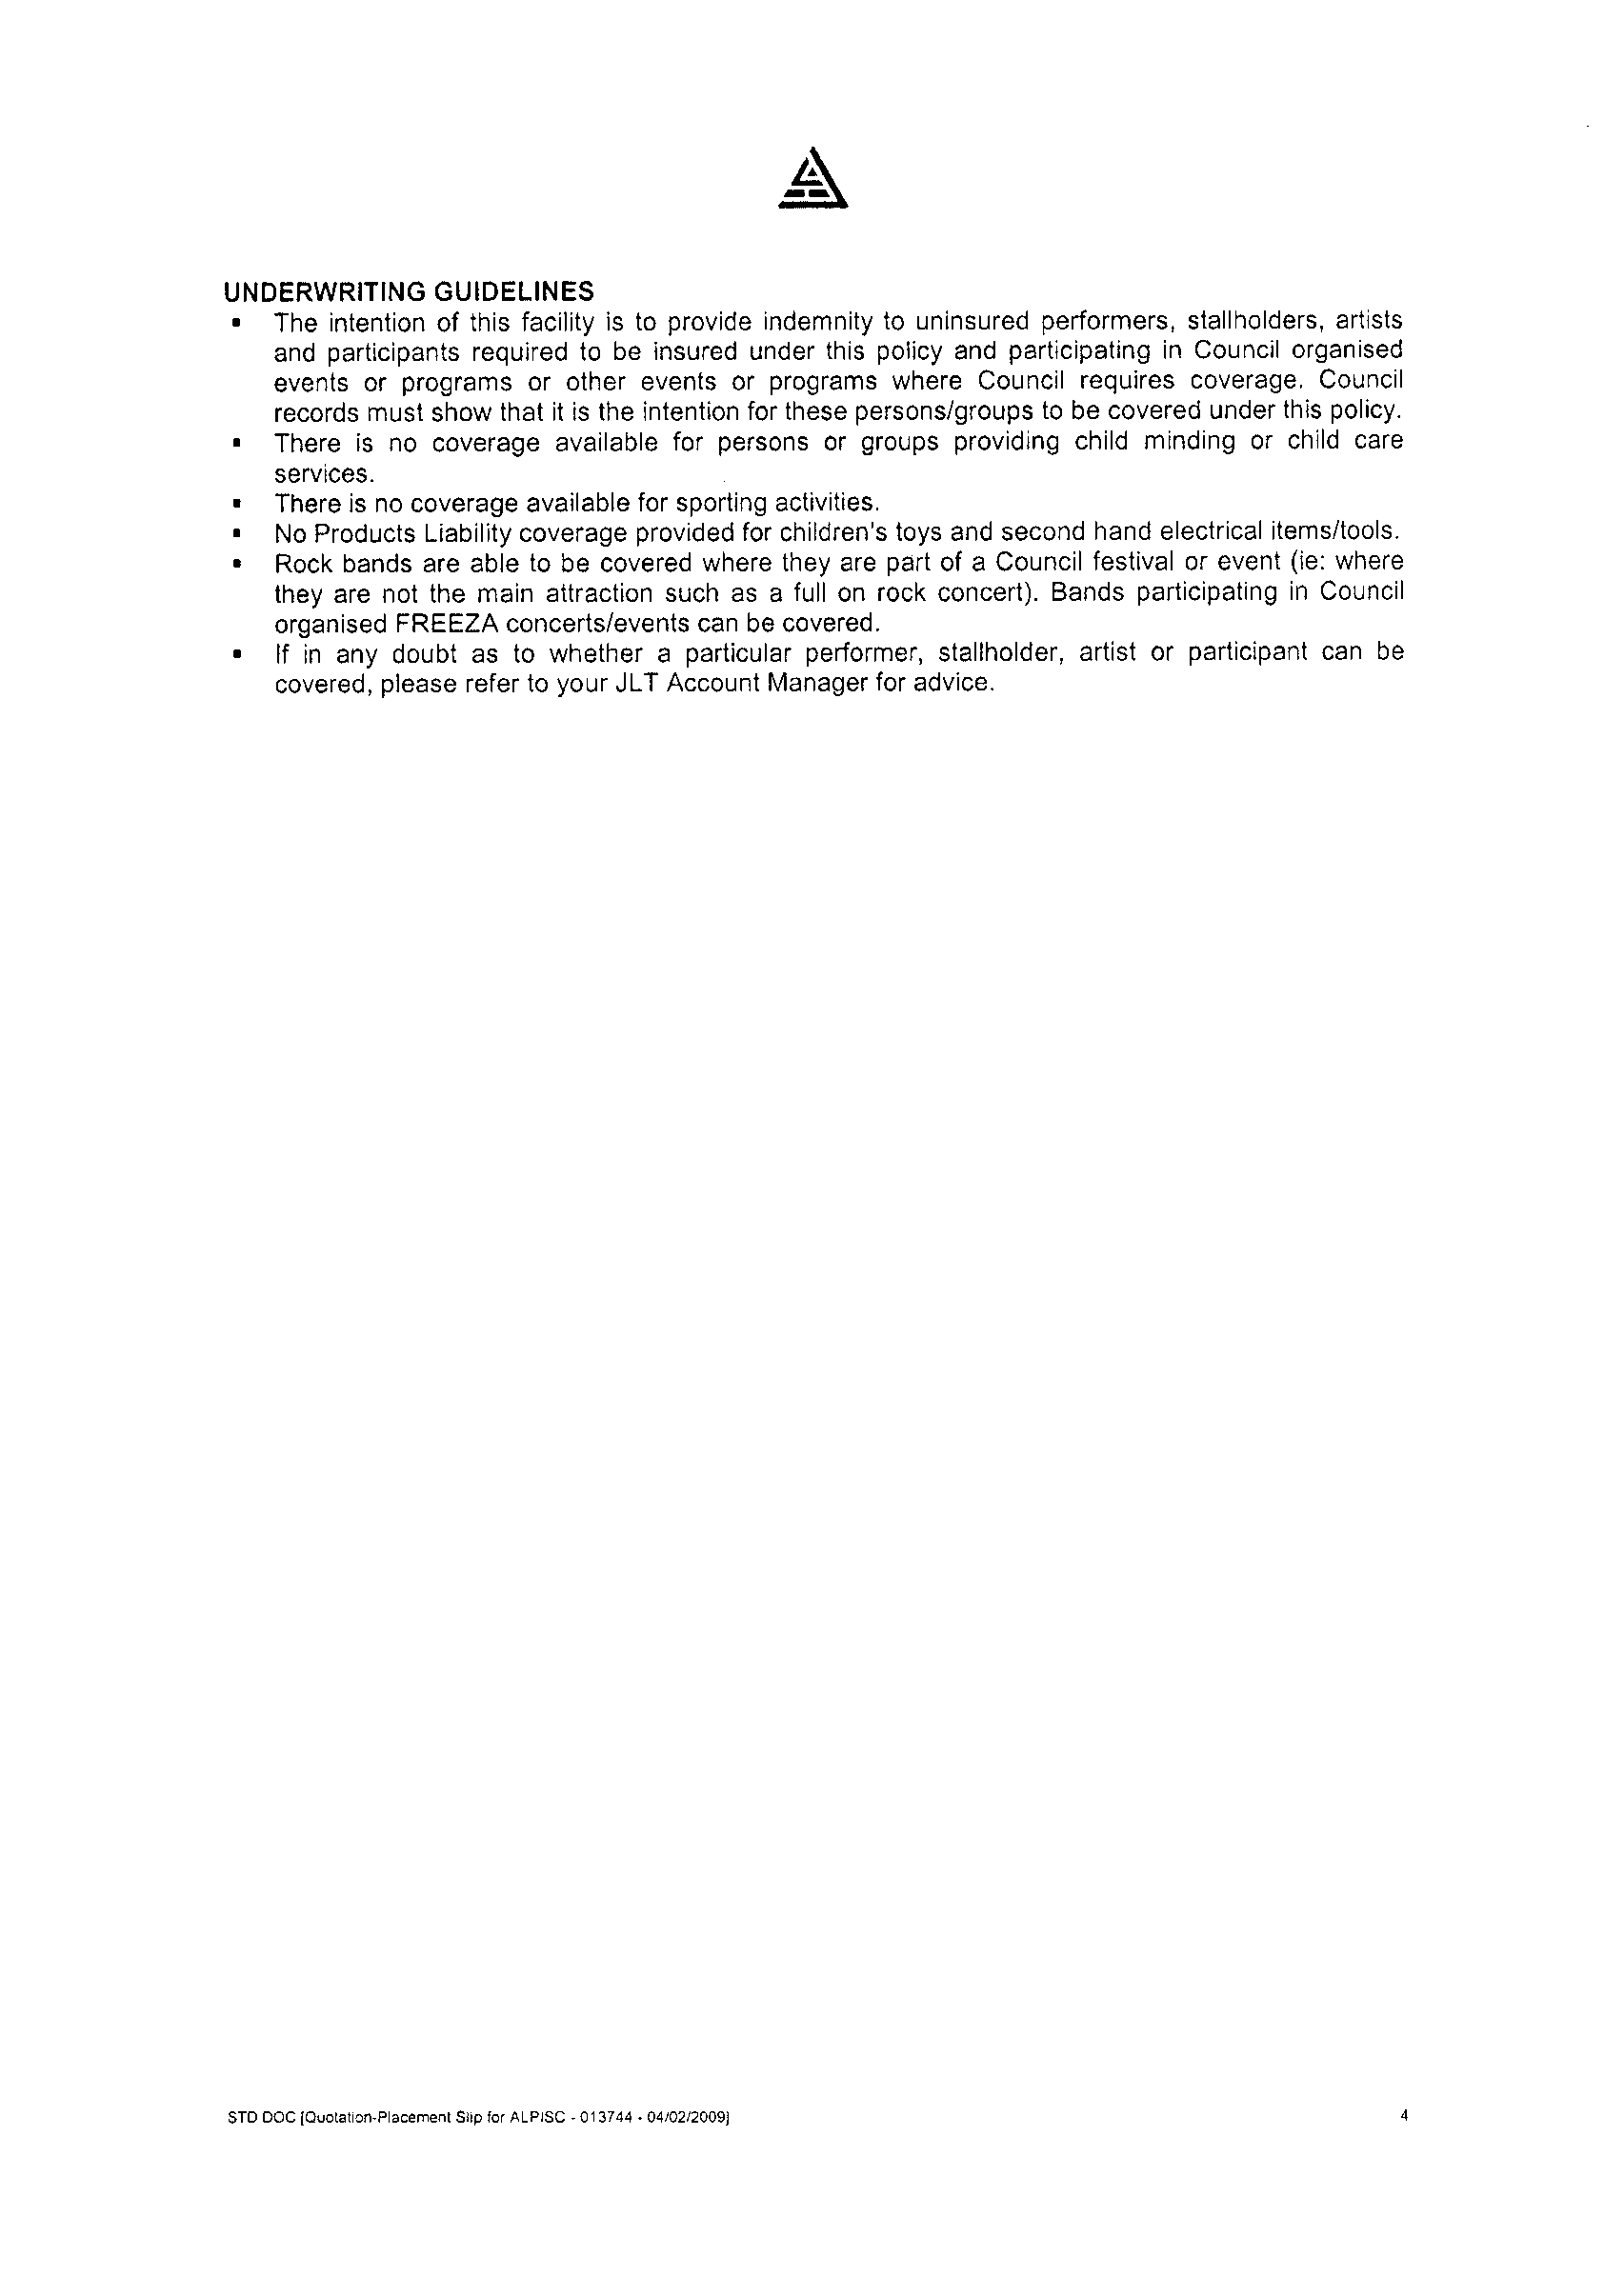 UNDERWRITING GUIDELINES
▪ The intention of this facility is to provide indemnity to uninsured performers, stallholders, artists
and participants required to be insured under this policy and participating in Council organised
events or programs or other events or programs where Council requires coverage. Council
records must show that it is the intention for these persons/groups to be covered under this policy.
▪ There is no coverage available for persons or groups providing child minding or child care
services.
▪ There is no coverage available for sporting activities.
▪ No Products Liability coverage provided for children's toys and second hand electrical items/tools.
▪ Rock bands are able to be covered where they are part of a Council festival or event (ie: where
they are not the main attraction such as a full on rock concert). Bands participating in Council
organised FREEZA concerts/events can be covered.
▪ If in any doubt as to whether a particular performer, stallholder, artist or participant can be
covered, please refer to your JLT Account Manager for advice.
STD DOC [Quotation-Placement Slip for ALPISC - 013744 - 04/02/2009] 4